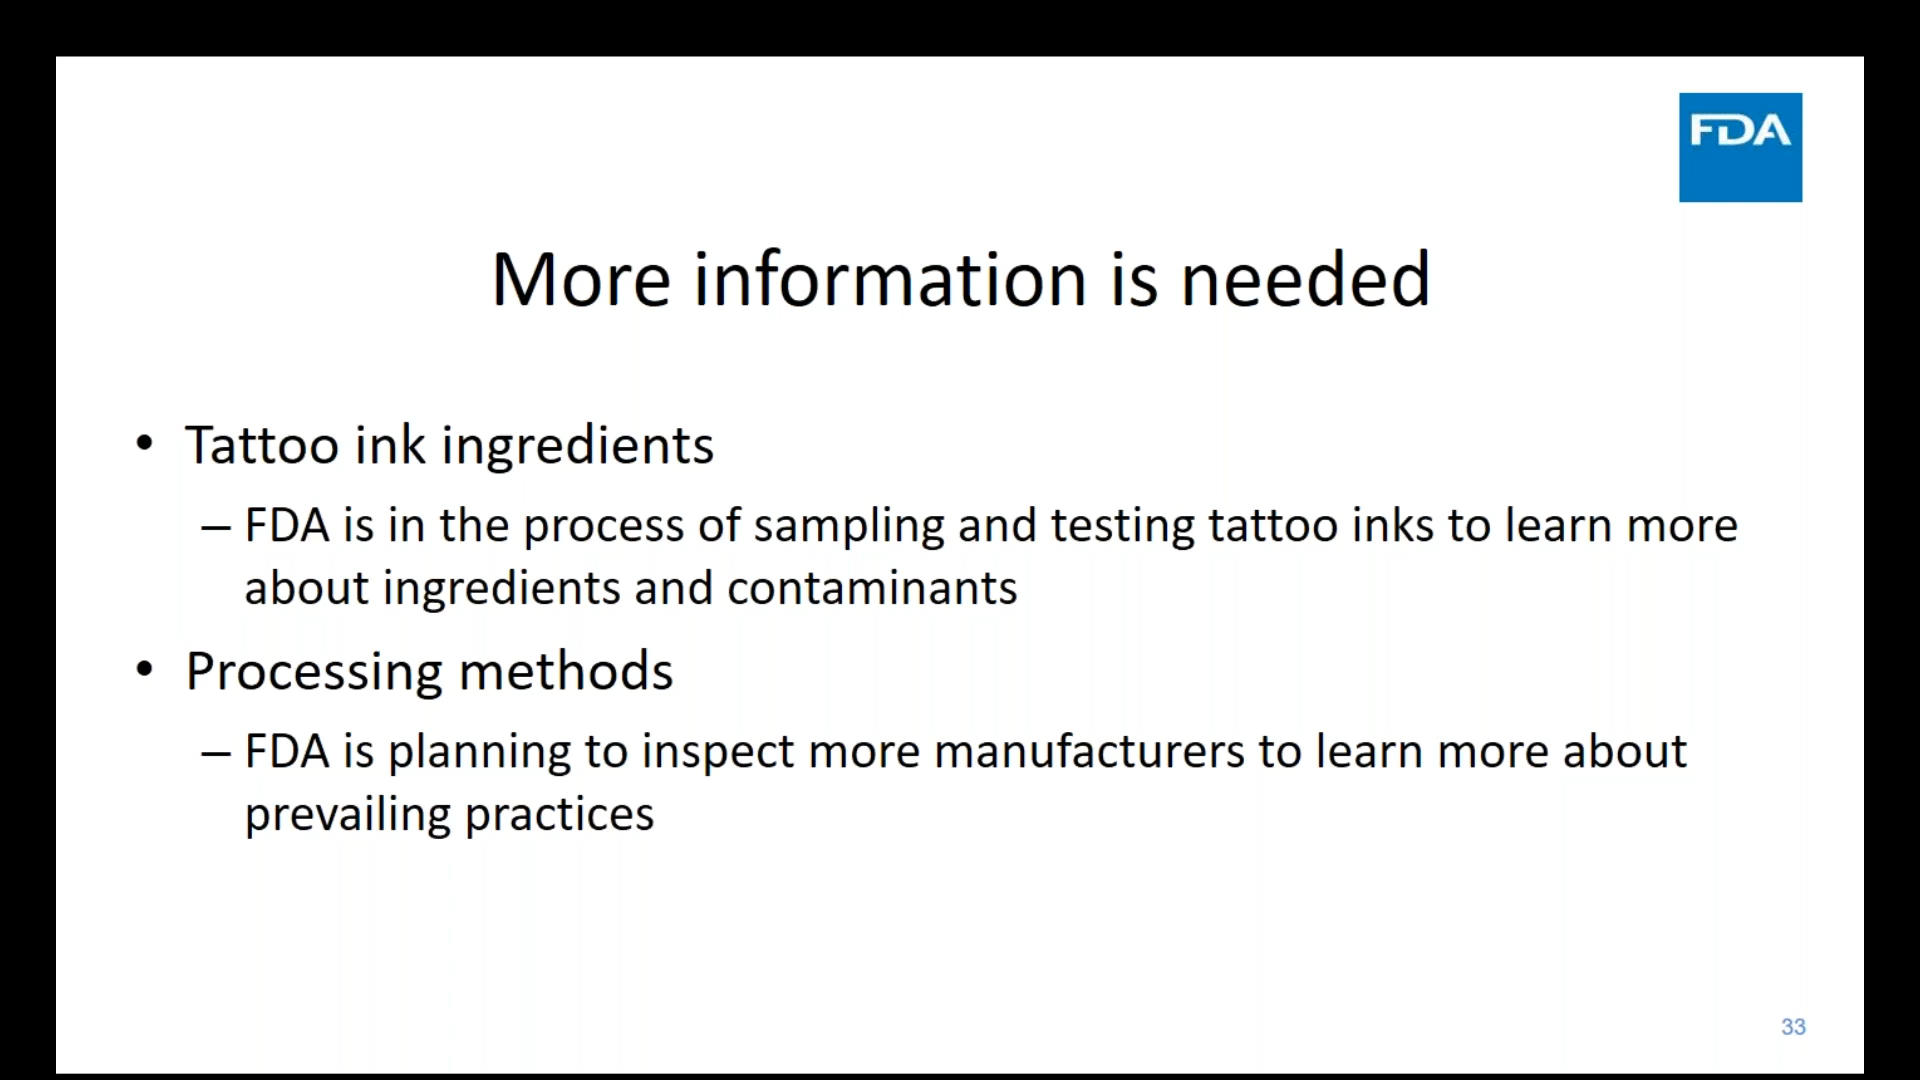 FDA
More information is needed
• Tattoo ink ingredients
– FDA is in the process of sampling and testing tattoo inks to learn more
about ingredients and contaminants
• Processing methods
– FDA is planning to inspect more manufacturers to learn more about
prevailing practices
33